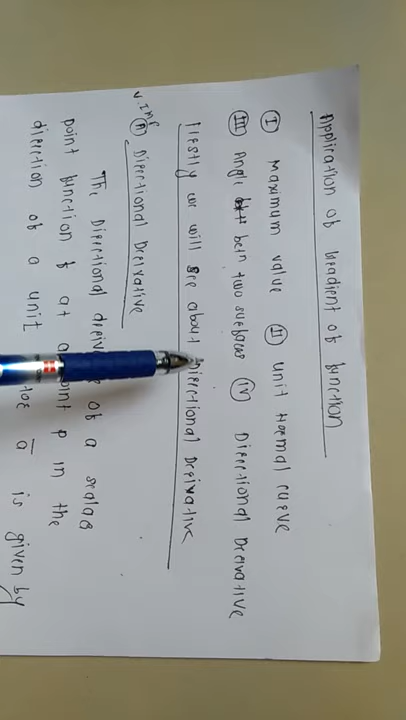 Application of Gradient of function
(I) Maximum value (II) unit Normal curve
(III) Angle betn two surfaces (IV) Directional Derivative
Firstly we will see about Directional Derivative
V. Imp
(A) Directional Derivative
The Directional of a scalar
point function f at a point p in the
direction of a unit a is given by